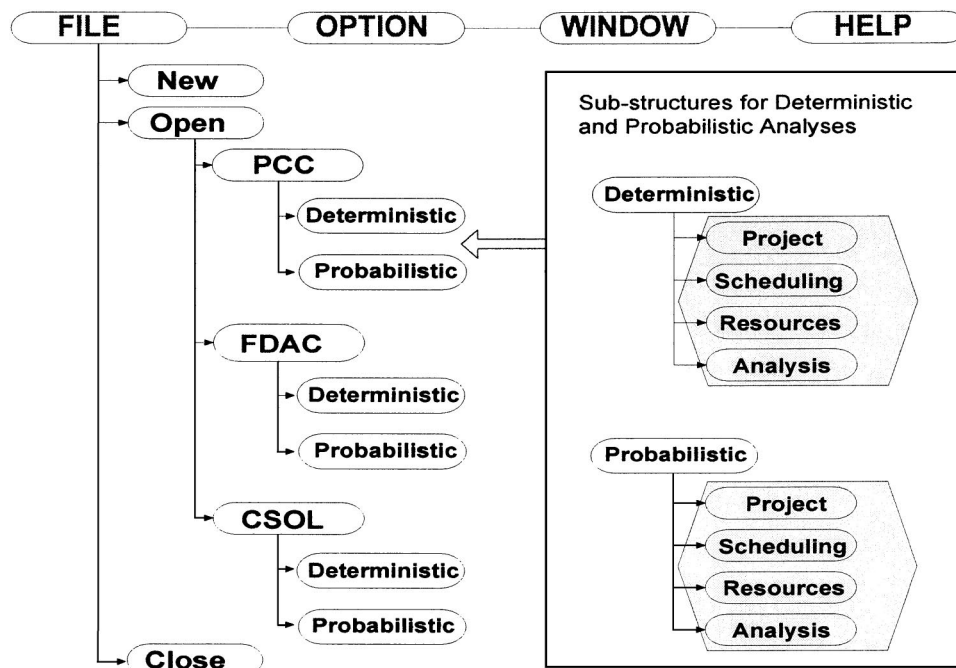 FILE OPTION WINDOW HELP
New
Open
PCC
Deterministic
Probabilistic
FDAC
Deterministic
Probabilistic
CSOL
Deterministic
Probabilistic
Close
Sub-structures for Deterministic
and Probabilistic Analyses
Deterministic
Project
Scheduling
Resources
Analysis
Probabilistic
Project
Scheduling
Resources
Analysis